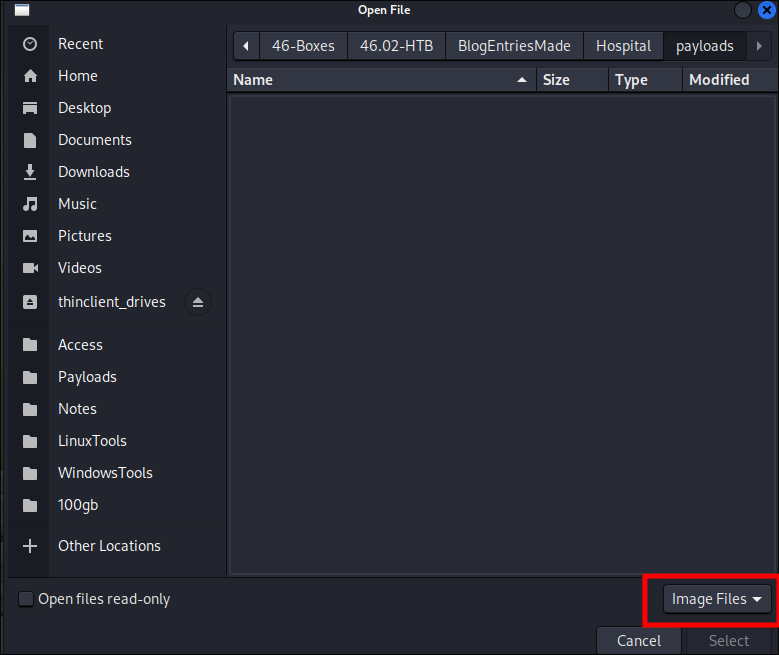 Open File
Recent
Home
Desktop
Documents
Downloads
Music
Pictures
Videos
thinclient_drives
Access
Payloads
Notes
LinuxTools
WindowsTools
100gb
Other Locations
46-Boxes 46.02-HTB BlogEntriesMade Hospital payloads
Name Size Type Modified
Open files read-only Image Files
Cancel Select